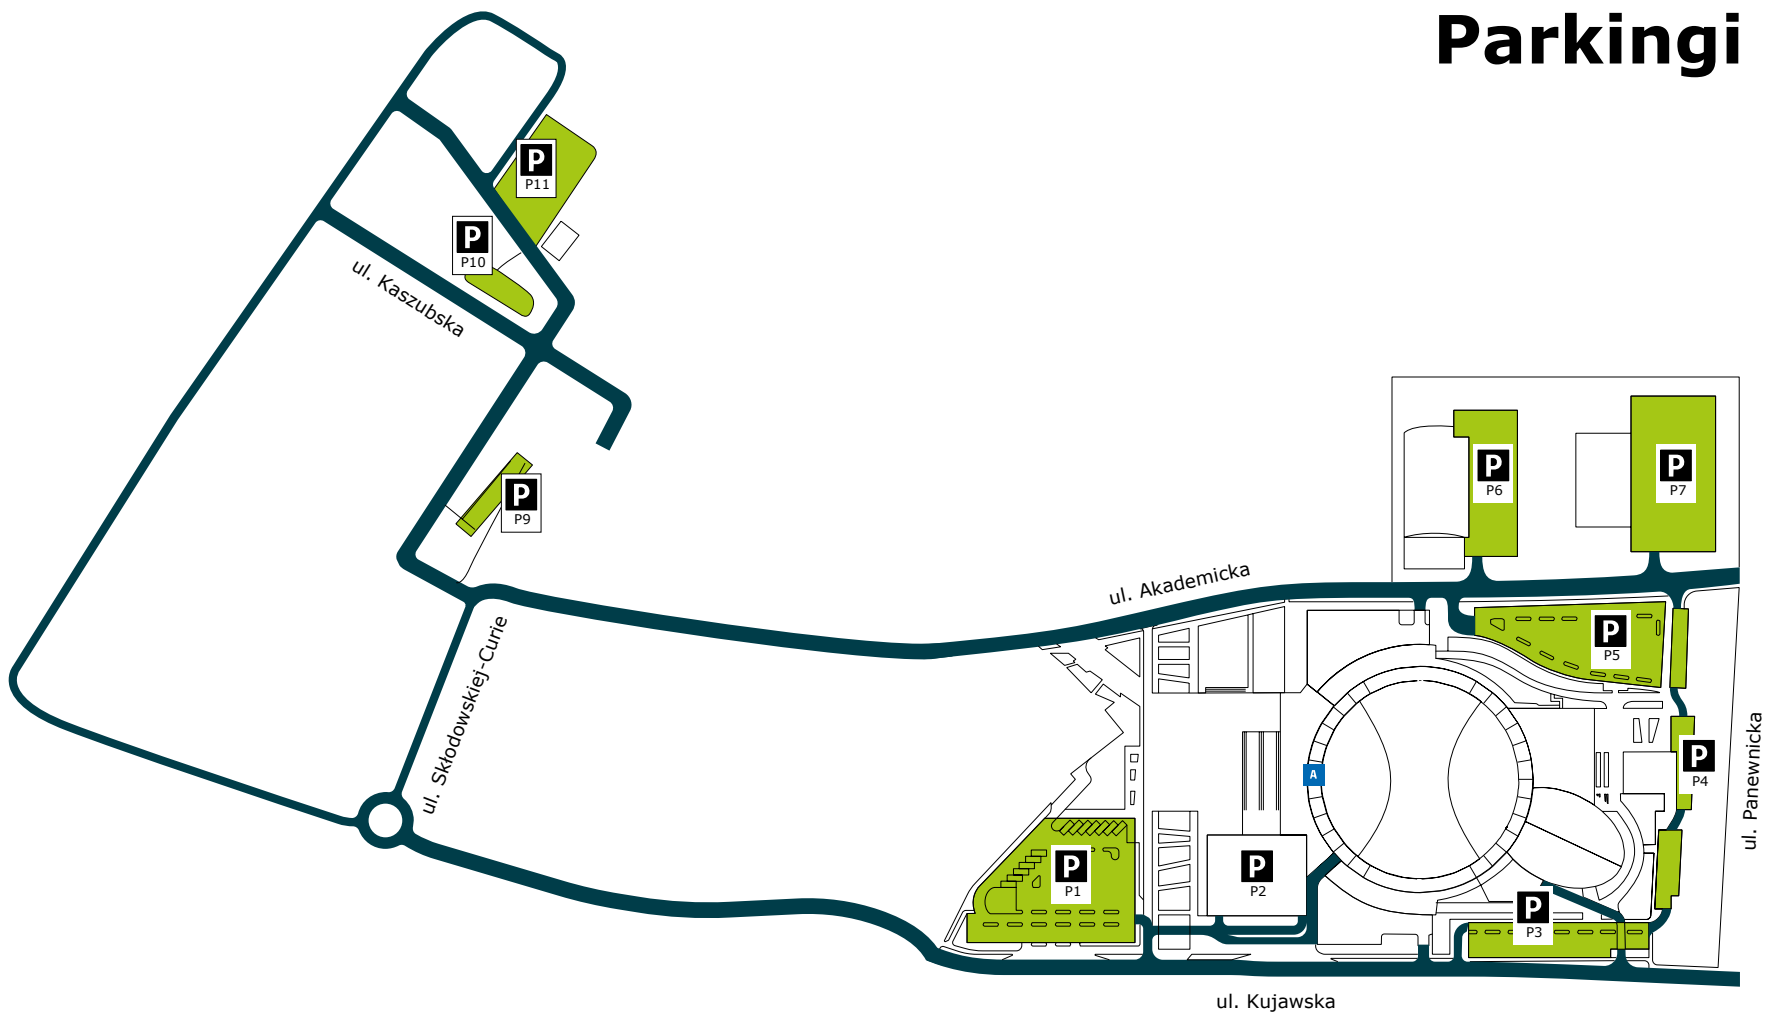 Parkingi
P
P11
P
P10
ul. Kaszubska
P
P9
P
P6
P
P7
ul. Akademicka
P
P5
ul. Skłodowskiej-Curie
ul. Panewnicka
P
P4
A
P
P1
P
P2
P
P3
ul. Kujawska